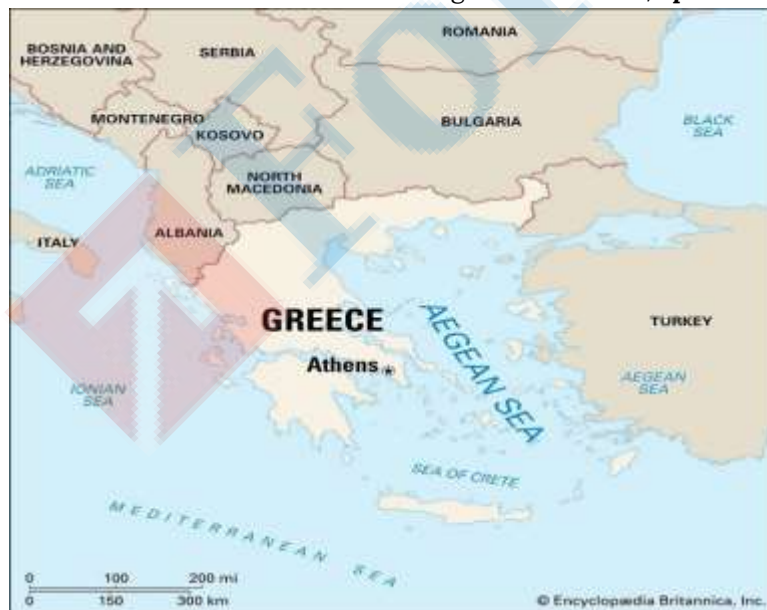 ROMANIA
BOSNIA AND
HERZEGOVINA
SERBIA
MONTENEGRO
KOSOVO
BULGARIA
BLACK
SEA
ADRIATIC
SEA
NORTH
MACEDONIA
ITALY
ALBANIA
GREECE
Athens
AEGEAN SEA
TURKEY
AEGEAN
SEA
IONIAN
SEA
SEA OF CRETE
MEDITERRANEAN SEA
0 100 200 mi
0 150 300 km
© Encyclopædia Britannica, Inc.